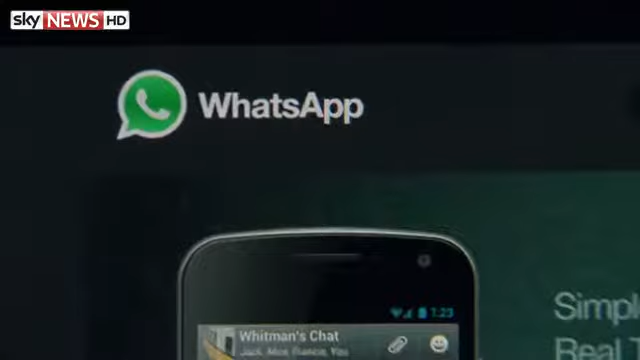 sky NEWS HD
WhatsApp
1:23
Whitman's Chat
Simpl
Real